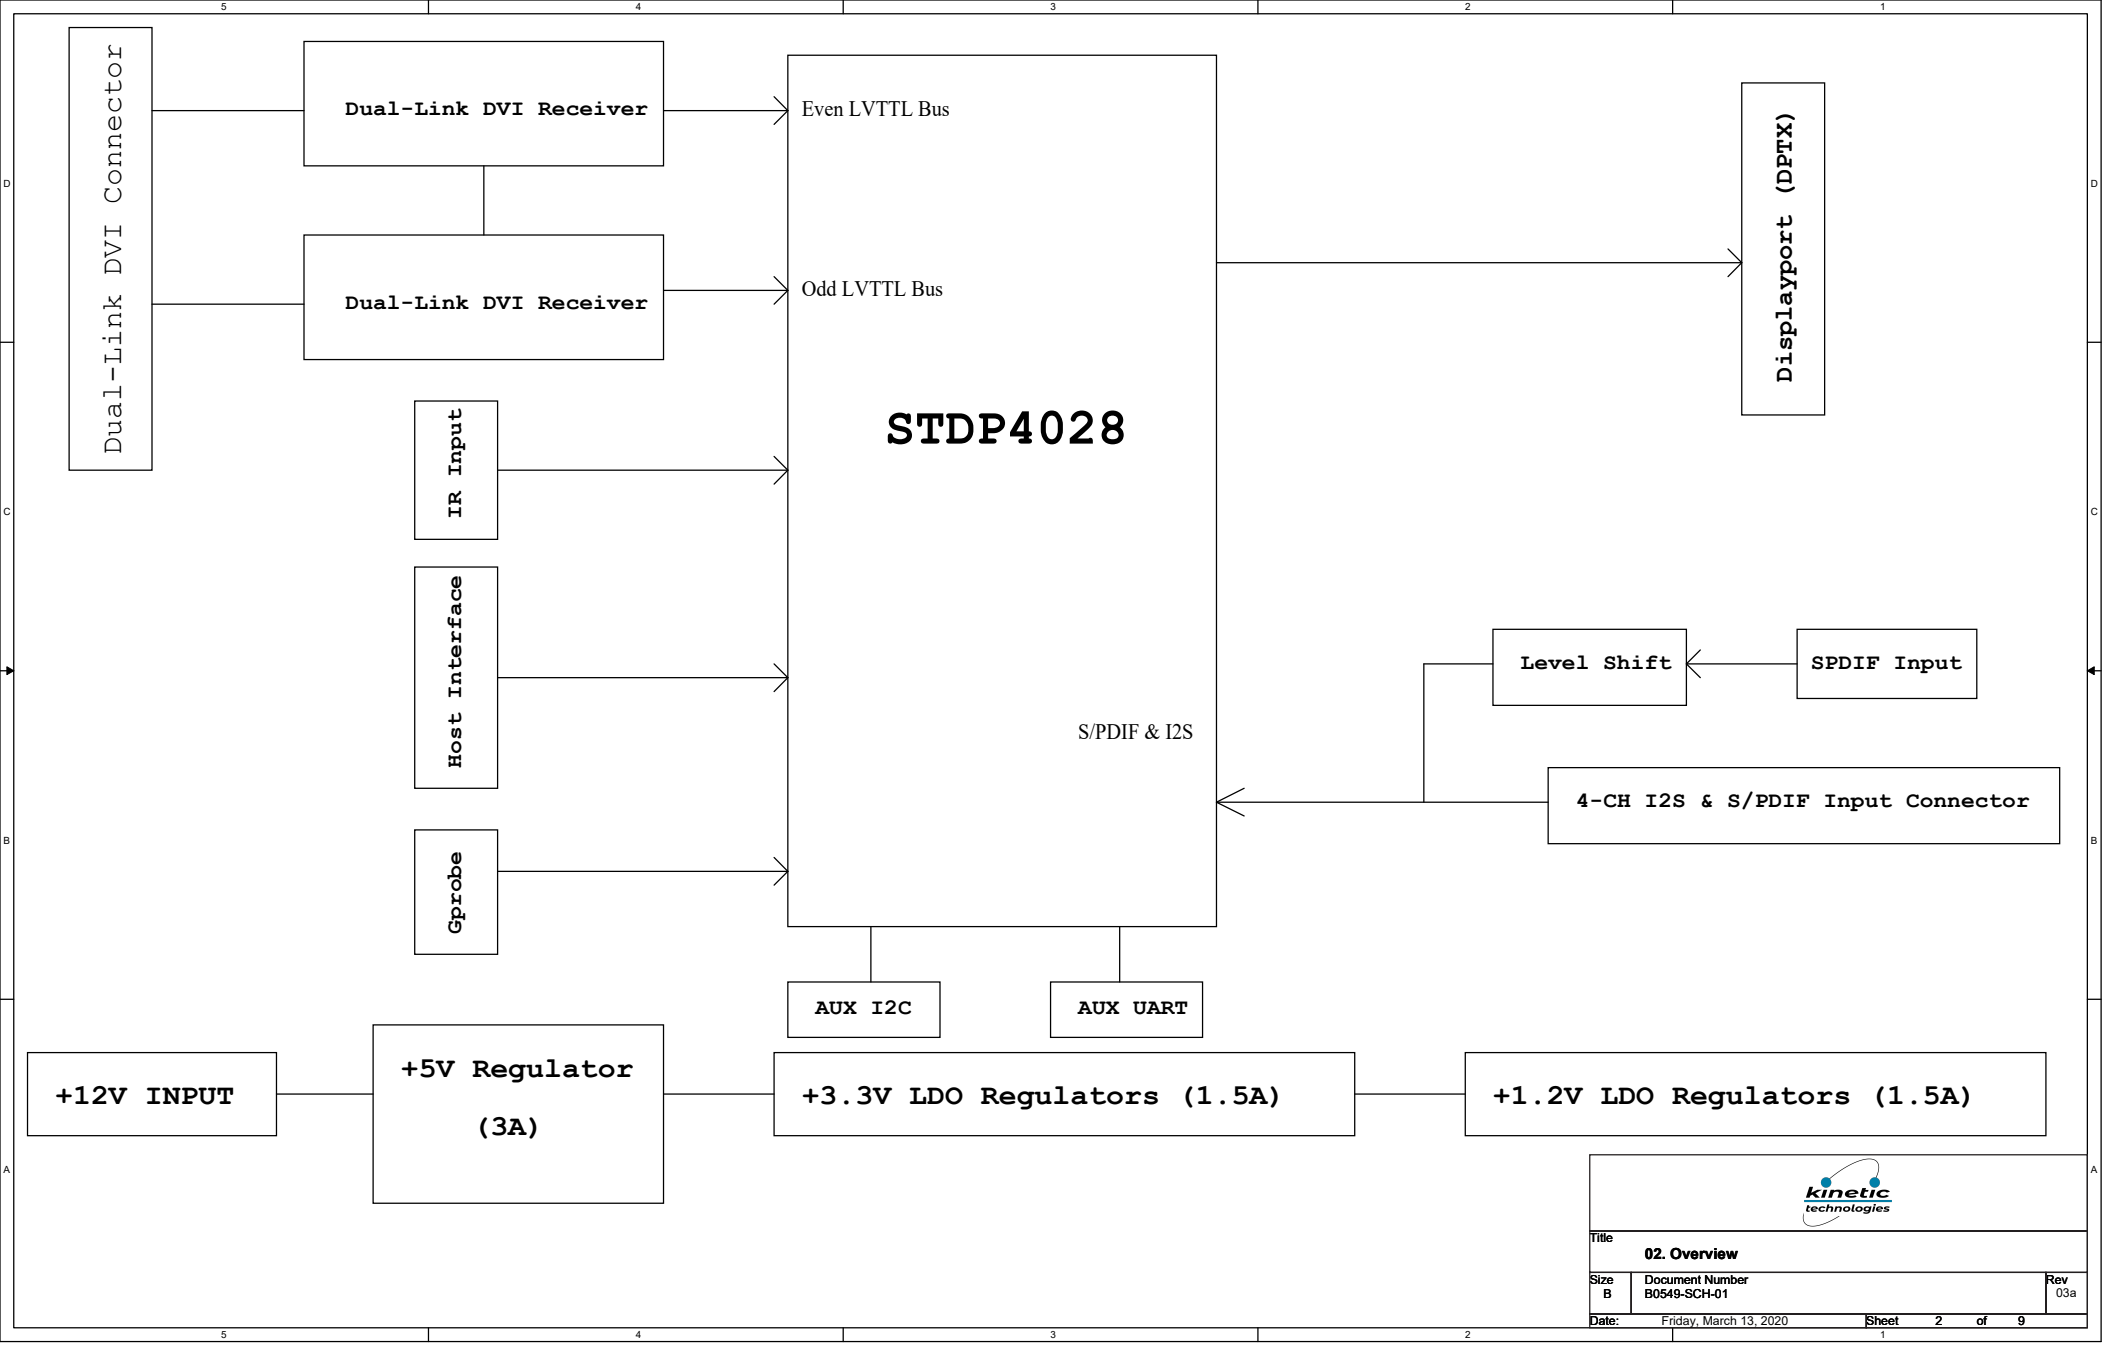 5 4 3 2 1
Dual-Link DVI Connector
Dual-Link DVI Receiver
Even LVTTL Bus
Displayport (DPTX)
D
D
Dual-Link DVI Receiver
Odd LVTTL Bus
STDP4028
IR Input
C
C
Host Interface
Level Shift
SPDIF Input
S/PDIF & I2S
4-CH I2S & S/PDIF Input Connector
B
B
Gprobe
AUX I2C
AUX UART
+12V INPUT
+5V Regulator
(3A)
+3.3V LDO Regulators (1.5A)
+1.2V LDO Regulators (1.5A)
A
A
kinetic
technologies
Title
02. Overview
Size
B
Document Number
B0549-SCH-01
Rev
03a
Date: Friday, March 13, 2020 Sheet 2 of 9
5 4 3 2 1